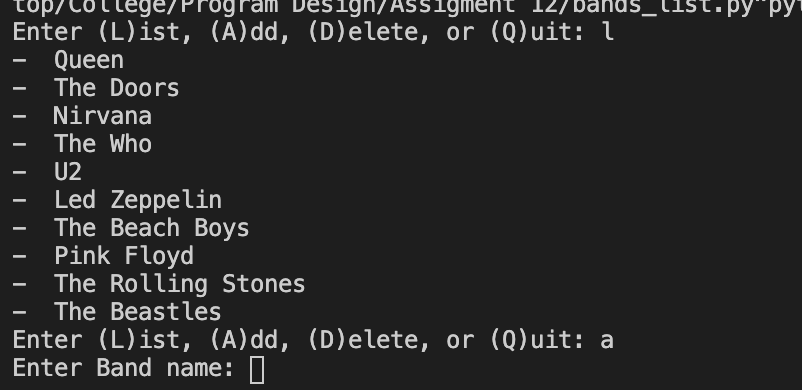 top/College/Program Design/Assigment 12/bands_list.py"pyt
Enter (L)ist, (A)dd, (D)elete, or (Q)uit: l
-  Queen
-  The Doors
-  Nirvana
-  The Who
-  U2
-  Led Zeppelin
-  The Beach Boys
-  Pink Floyd
-  The Rolling Stones
-  The Beastles
Enter (L)ist, (A)dd, (D)elete, or (Q)uit: a
Enter Band name: